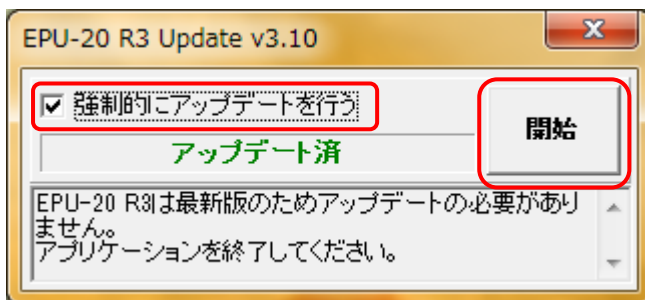 EPU-20 R3 Update v3.10
強制的にアップデートを行う
開始
アップデート済
EPU-20 R3は最新版のためアップデートの必要があり
ません。
アプリケーションを終了してください。